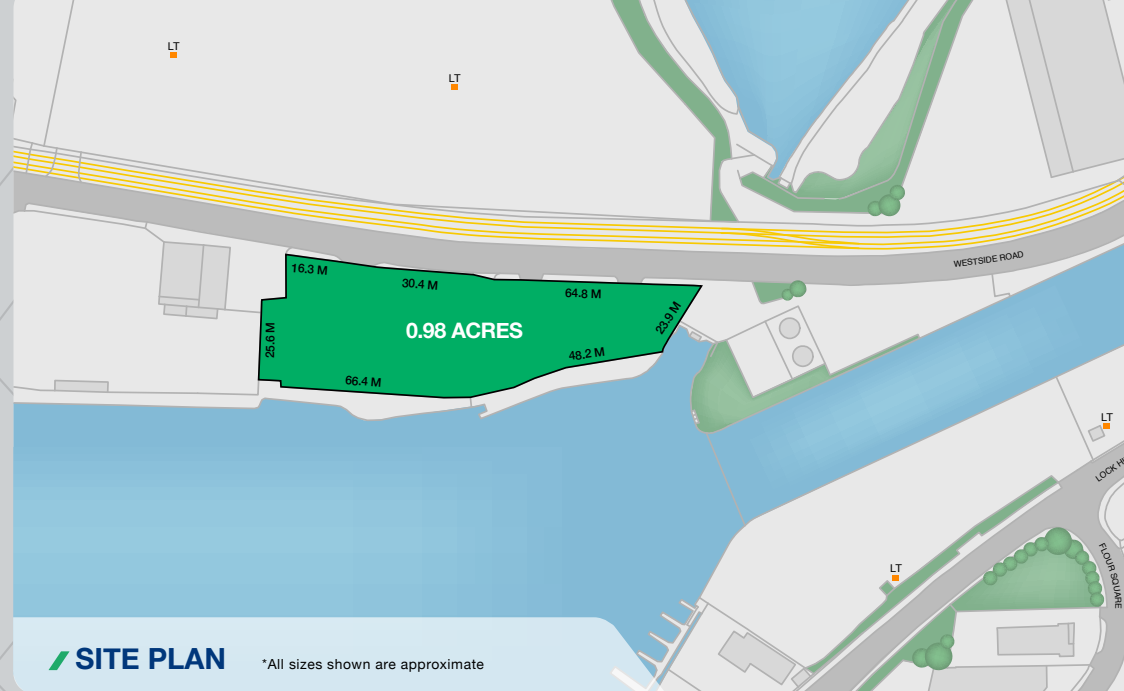 LT
LT
WESTSIDE ROAD
16.3 M
30.4 M
64.8 M
23.9 M
25.6 M
0.98 ACRES
48.2 M
66.4 M
LT
LOCK
FLOUR SQUARE
LT
SITE PLAN
*All sizes shown are approximate